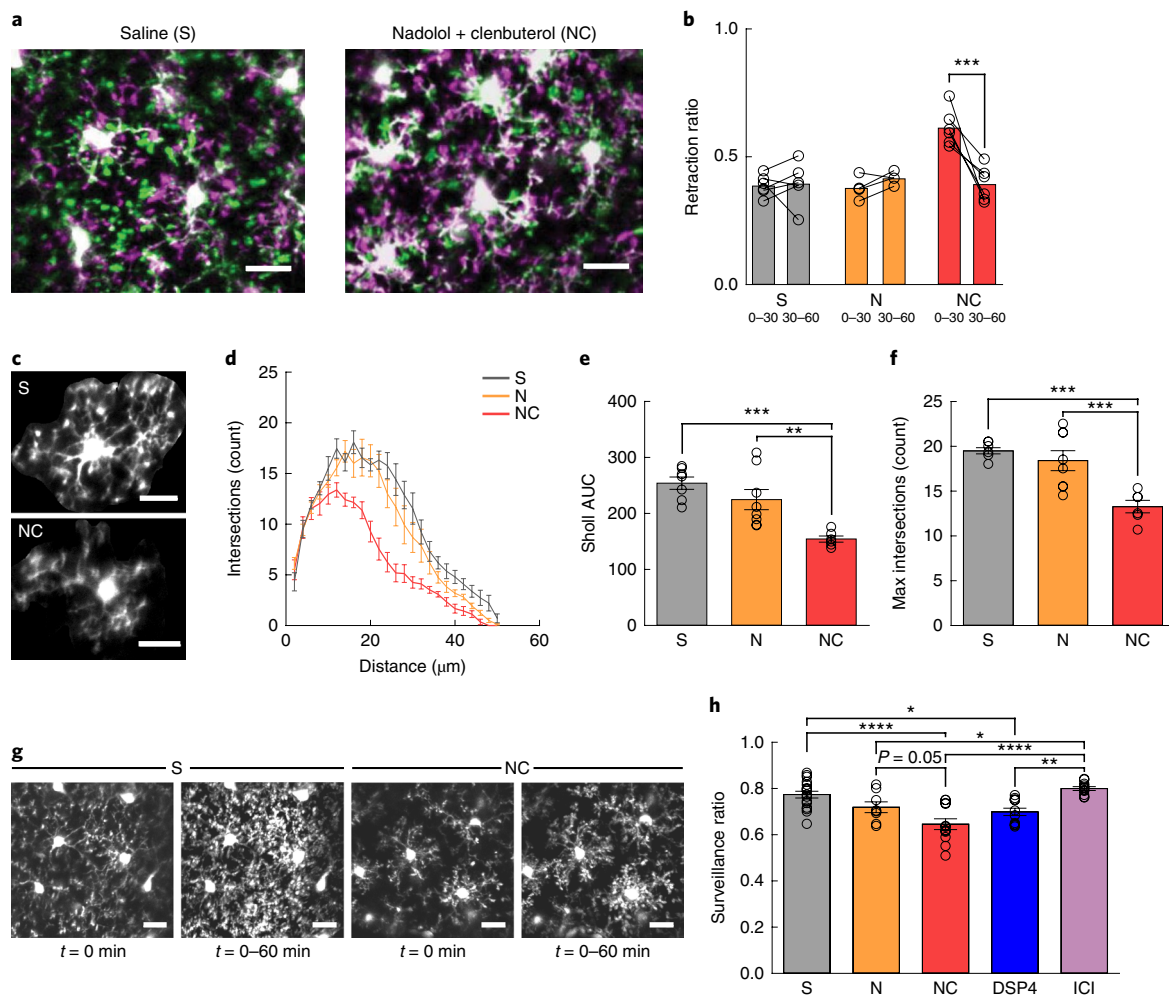 a
Saline (S)
Nadolol + clenbuterol (NC)
b
Retraction ratio
1.0
0.5
0.0
***
S
N
NC
0–30 30–60
0–30 30–60
0–30 30–60
c
S
NC
d
Intersections (count)
25
20
15
10
5
0
S
N
NC
0
20
40
60
Distance (μm)
e
Sholl AUC
400
300
200
100
0
***
**
S
N
NC
f
Max intersections (count)
25
20
15
10
5
0
***
***
S
N
NC
g
S
NC
t = 0 min
t = 0–60 min
t = 0 min
t = 0–60 min
h
Surveillance ratio
1.0
0.8
0.6
0.4
0.2
0.0
*
****
*
P = 0.05
****
**
S
N
NC
DSP4
ICI